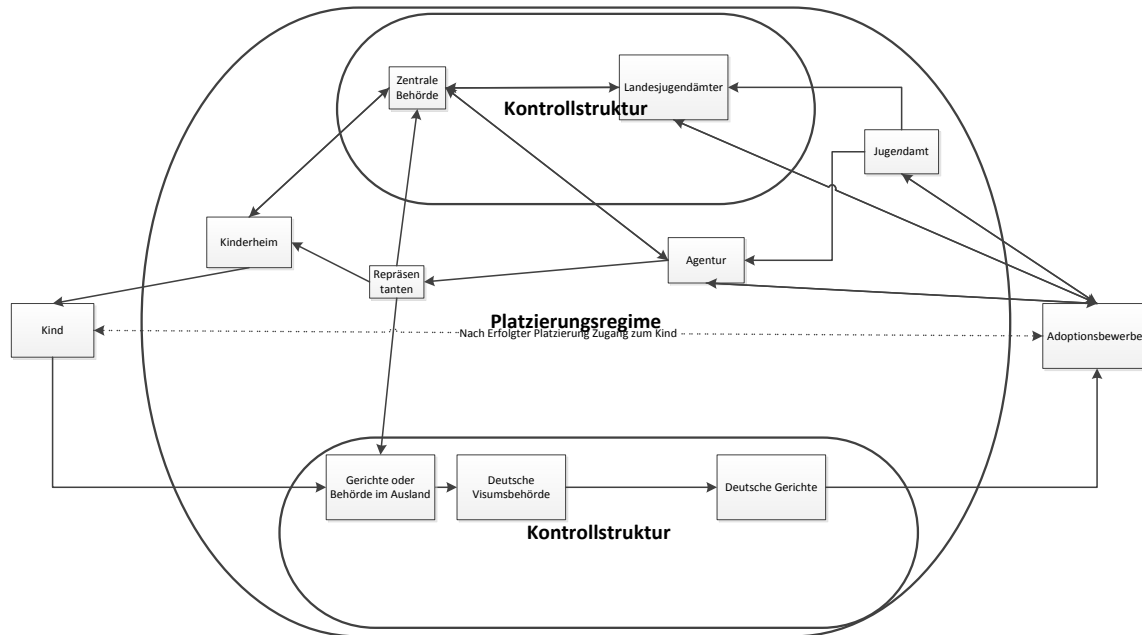 Zentrale
Behörde
Landesjugendämter
Kontrollstruktur
Jugendamt
Kinderheim
Repräsen
tanten
Agentur
Kind
Platzierungsregime
Nach Erfolgter Platzierung Zugang zum Kind
Adoptionsbewerbe
Gerichte oder
Behörde im Ausland
Deutsche
Visumsbehörde
Deutsche Gerichte
Kontrollstruktur